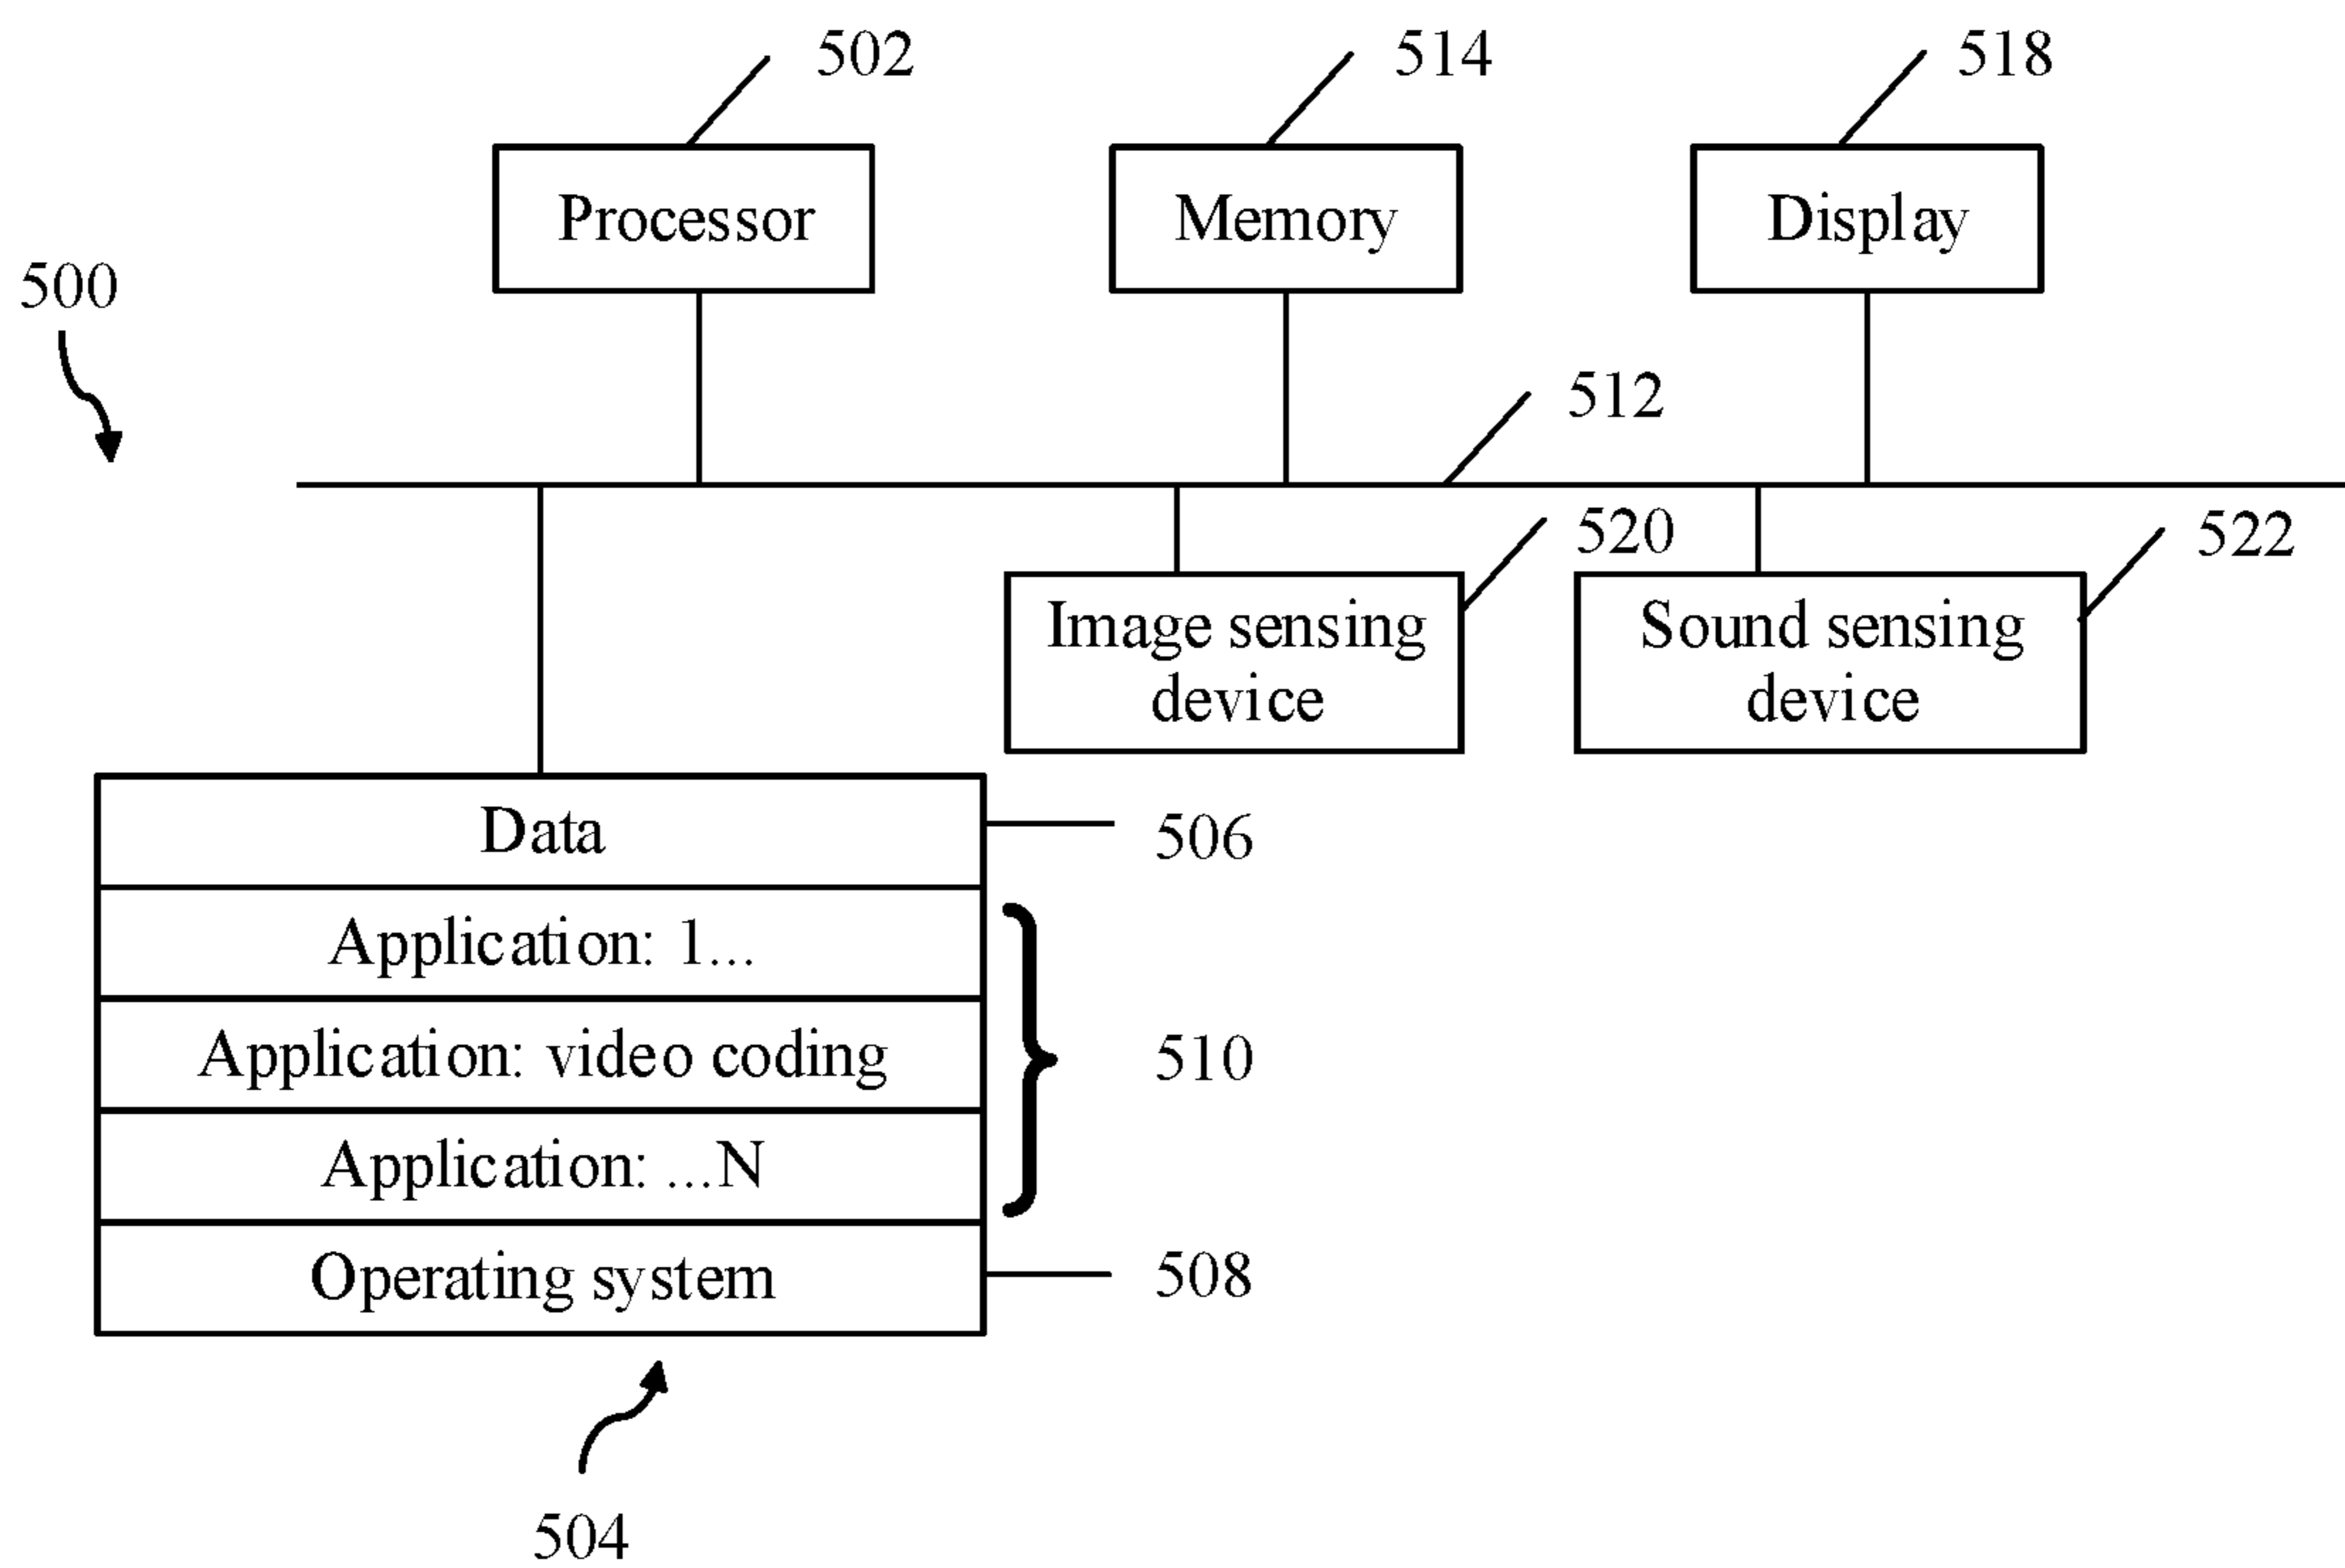 502
514
518
Processor
Memory
Display
500
512
520
522
Image sensing
device
Sound sensing
device
Data
506
Application: 1...
Application: video coding
510
Application: ...N
Operating system
508
504